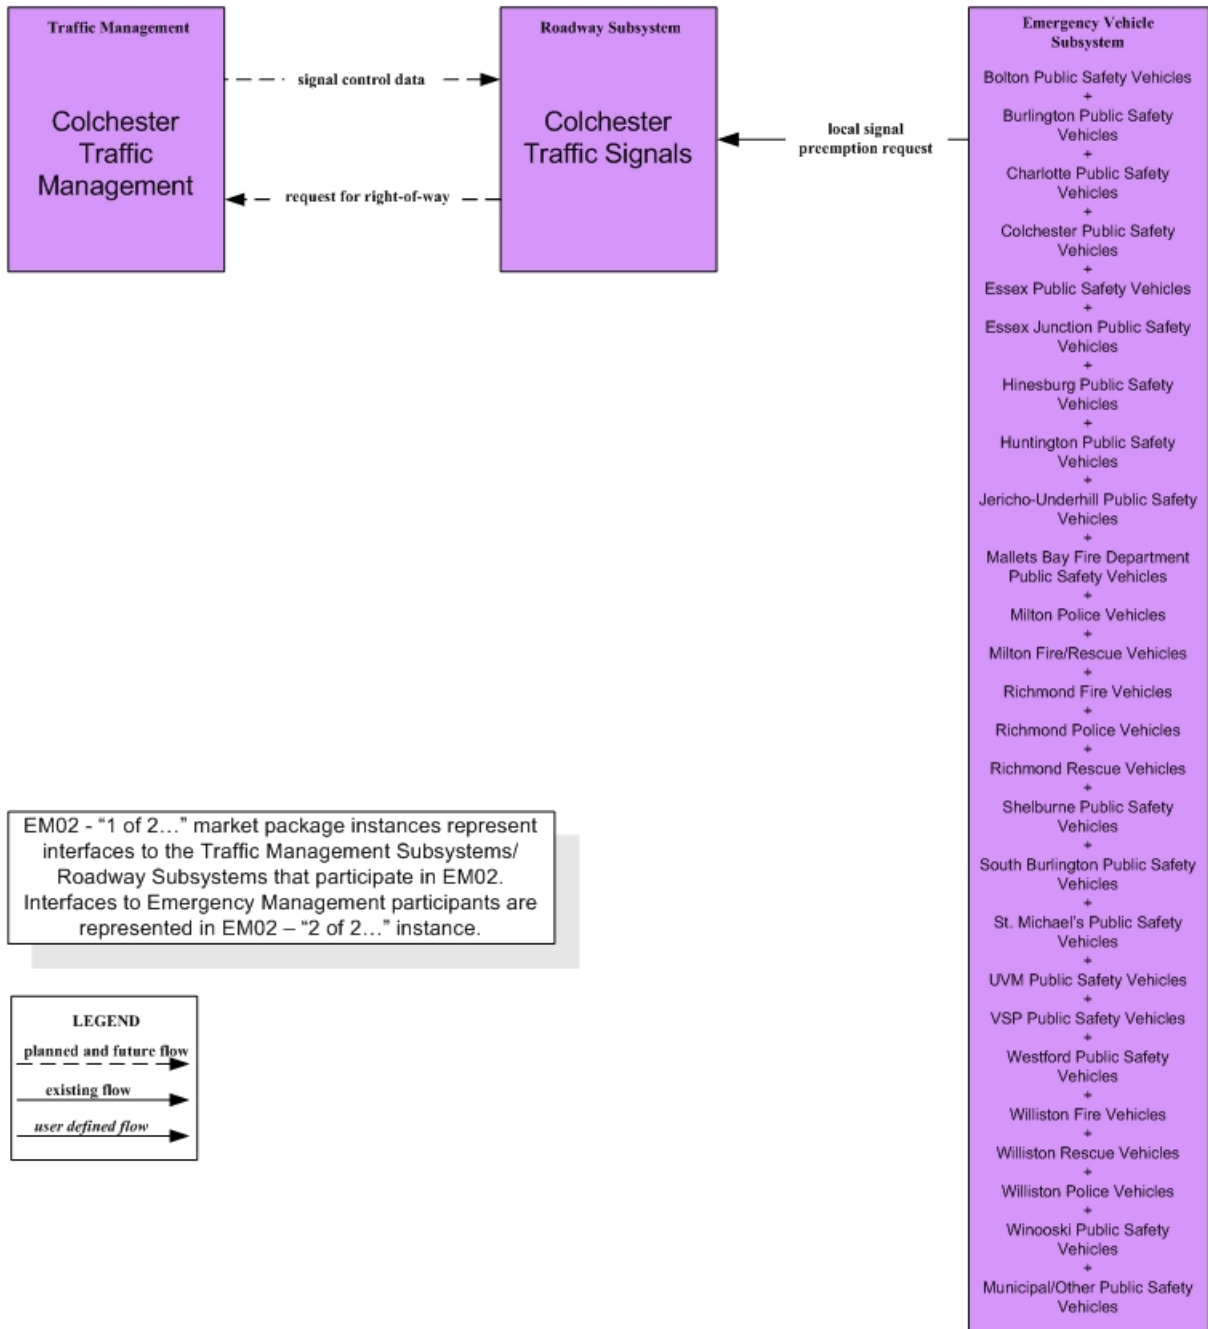 Traffic Management
Colchester
Traffic
Management
signal control data
request for right-of-way
Roadway Subsystem
Colchester
Traffic Signals
local signal
preemption request
Emergency Vehicle
Subsystem
Bolton Public Safety Vehicles
+
Burlington Public Safety
Vehicles
+
Charlotte Public Safety
Vehicles
+
Colchester Public Safety
Vehicles
+
Essex Public Safety Vehicles
+
Essex Junction Public Safety
Vehicles
+
Hinesburg Public Safety
Vehicles
+
Huntington Public Safety
Vehicles
+
Jericho-Underhill Public Safety
Vehicles
+
Mallets Bay Fire Department
Public Safety Vehicles
+
Milton Police Vehicles
+
Milton Fire/Rescue Vehicles
+
Richmond Fire Vehicles
+
Richmond Police Vehicles
+
Richmond Rescue Vehicles
+
Shelburne Public Safety
Vehicles
+
South Burlington Public Safety
Vehicles
+
St. Michael's Public Safety
Vehicles
+
UVM Public Safety Vehicles
+
VSP Public Safety Vehicles
+
Westford Public Safety
Vehicles
+
Williston Fire Vehicles
+
Williston Rescue Vehicles
+
Williston Police Vehicles
+
Winooski Public Safety
Vehicles
+
Municipal/Other Public Safety
Vehicles
EM02 - “1 of 2…” market package instances represent
interfaces to the Traffic Management Subsystems/
Roadway Subsystems that participate in EM02.
Interfaces to Emergency Management participants are
represented in EM02 – “2 of 2…” instance.
LEGEND
planned and future flow
existing flow
user defined flow